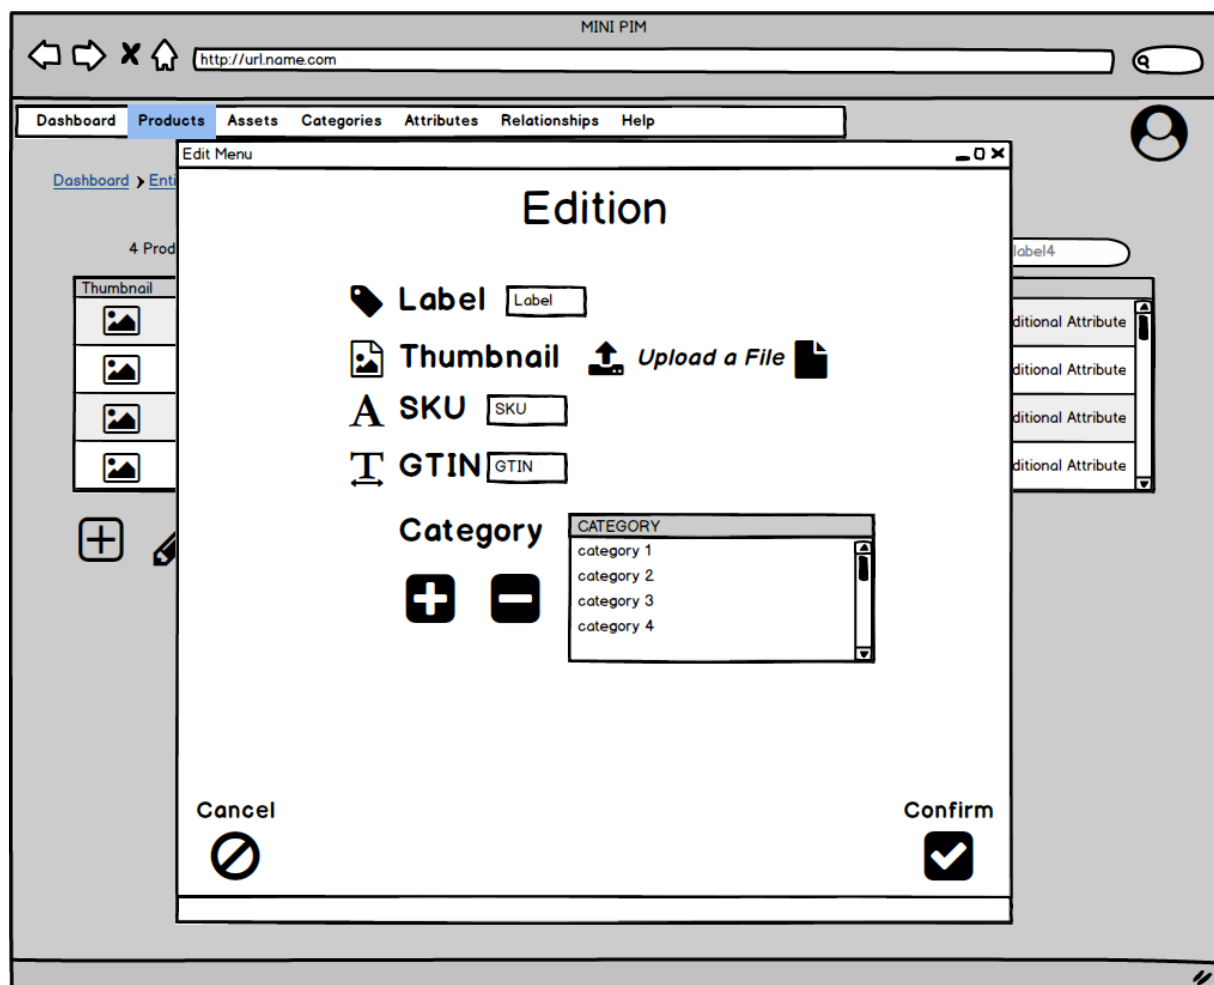 MINI PIM
http://url.name.com
Dashboard Products Assets Categories Attributes Relationships Help
Edit Menu
Dashboard > Enti
Edition
4 Prod
label4
Thumbnail
Label Label
ditional Attribute
Thumbnail Upload a File
ditional Attribute
SKU SKU
ditional Attribute
GTIN GTIN
ditional Attribute
Category CATEGORY
category 1
category 2
category 3
category 4
Cancel Confirm